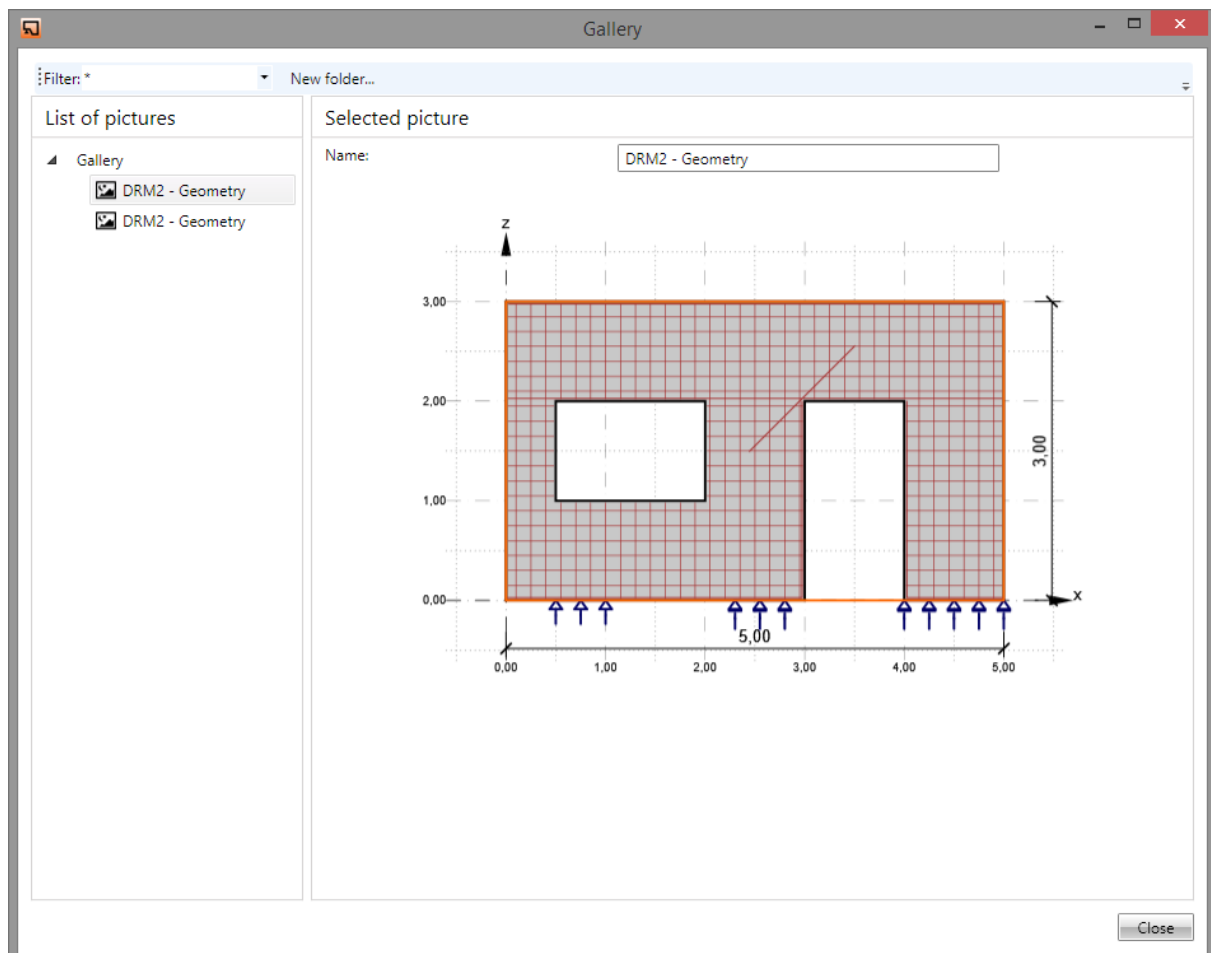 Gallery
Filter: *
New folder...
List of pictures
Selected picture
Gallery
DRM2 - Geometry
DRM2 - Geometry
Name:
DRM2 - Geometry
z
3,00
2,00
3,00
1,00
0,00
x
5,00
0,00 1,00 2,00 3,00 4,00 5,00
Close